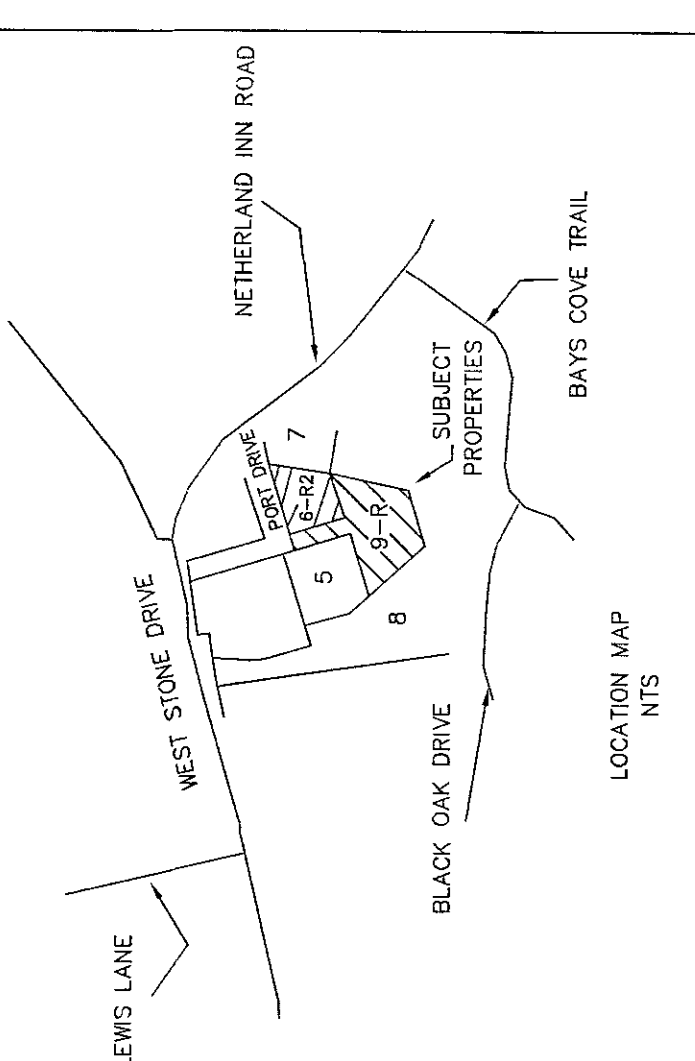 NETHERLAND INN ROAD
PORT DRIVE
7
6-R2
WEST STONE DRIVE
5
9-R
8
SUBJECT
PROPERTIES
BAYS COVE TRAIL
BLACK OAK DRIVE
LEWIS LANE
LOCATION MAP
NTS